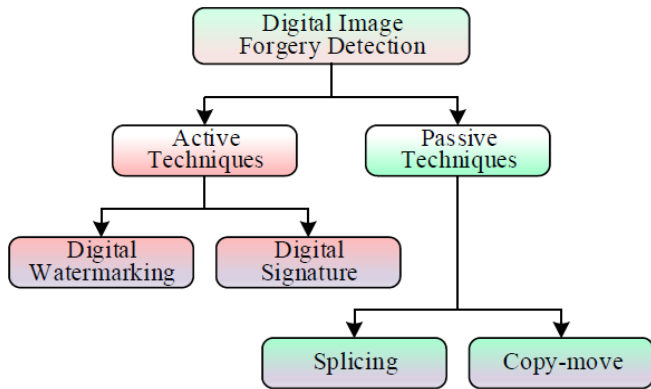 Digital Image
Forgery Detection
Active
Techniques
Passive
Techniques
Digital
Watermarking
Digital
Signature
Splicing
Copy-move